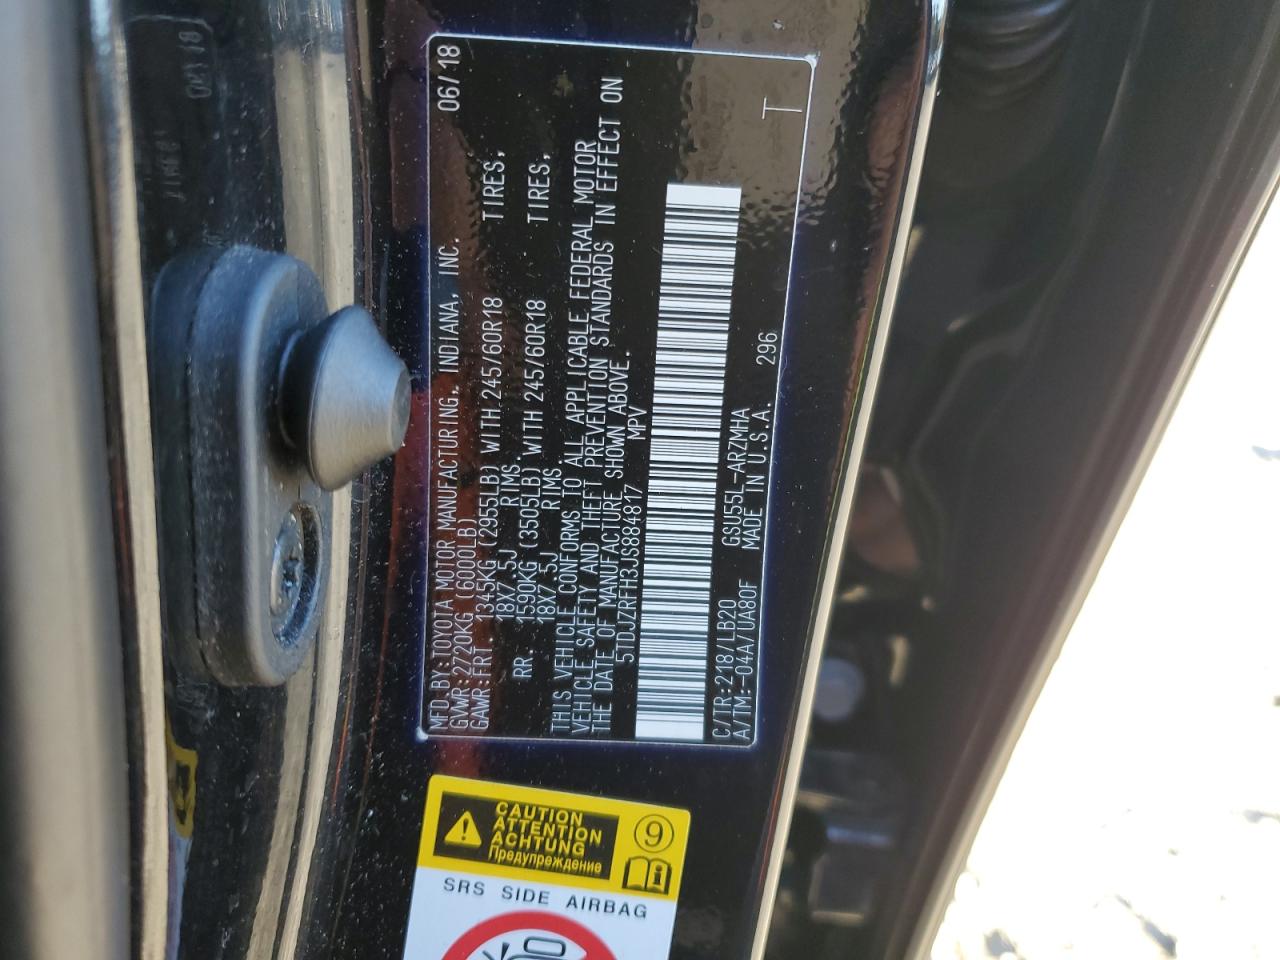 MFD.BY:TOYOTA MOTOR MANUFACTURING, INDIANA, INC. 06/18
GVWR:2720KG (6000LB)
GAWR:FRT. 1345KG (2955LB) WITH 245/60R18 TIRES,
18X7.5J RIMS
RR. 1590KG (3505LB) WITH 245/60R18 TIRES,
18X7.5J RIMS
THIS VEHICLE CONFORMS TO ALL APPLICABLE FEDERAL MOTOR
VEHICLE SAFETY AND THEFT PREVENTION STANDARDS IN EFFECT ON
THE DATE OF MANUFACTURE SHOWN ABOVE.
5TDJZRFH3JS884817 MPV
C/TR:218/LB20 GSU55L-ARZMHA
A/TM:-04A/UA80F MADE IN U.S.A. 296
T
CAUTION
ATTENTION
ACHTUNG
Предупреждение
9
SRS SIDE AIRBAG